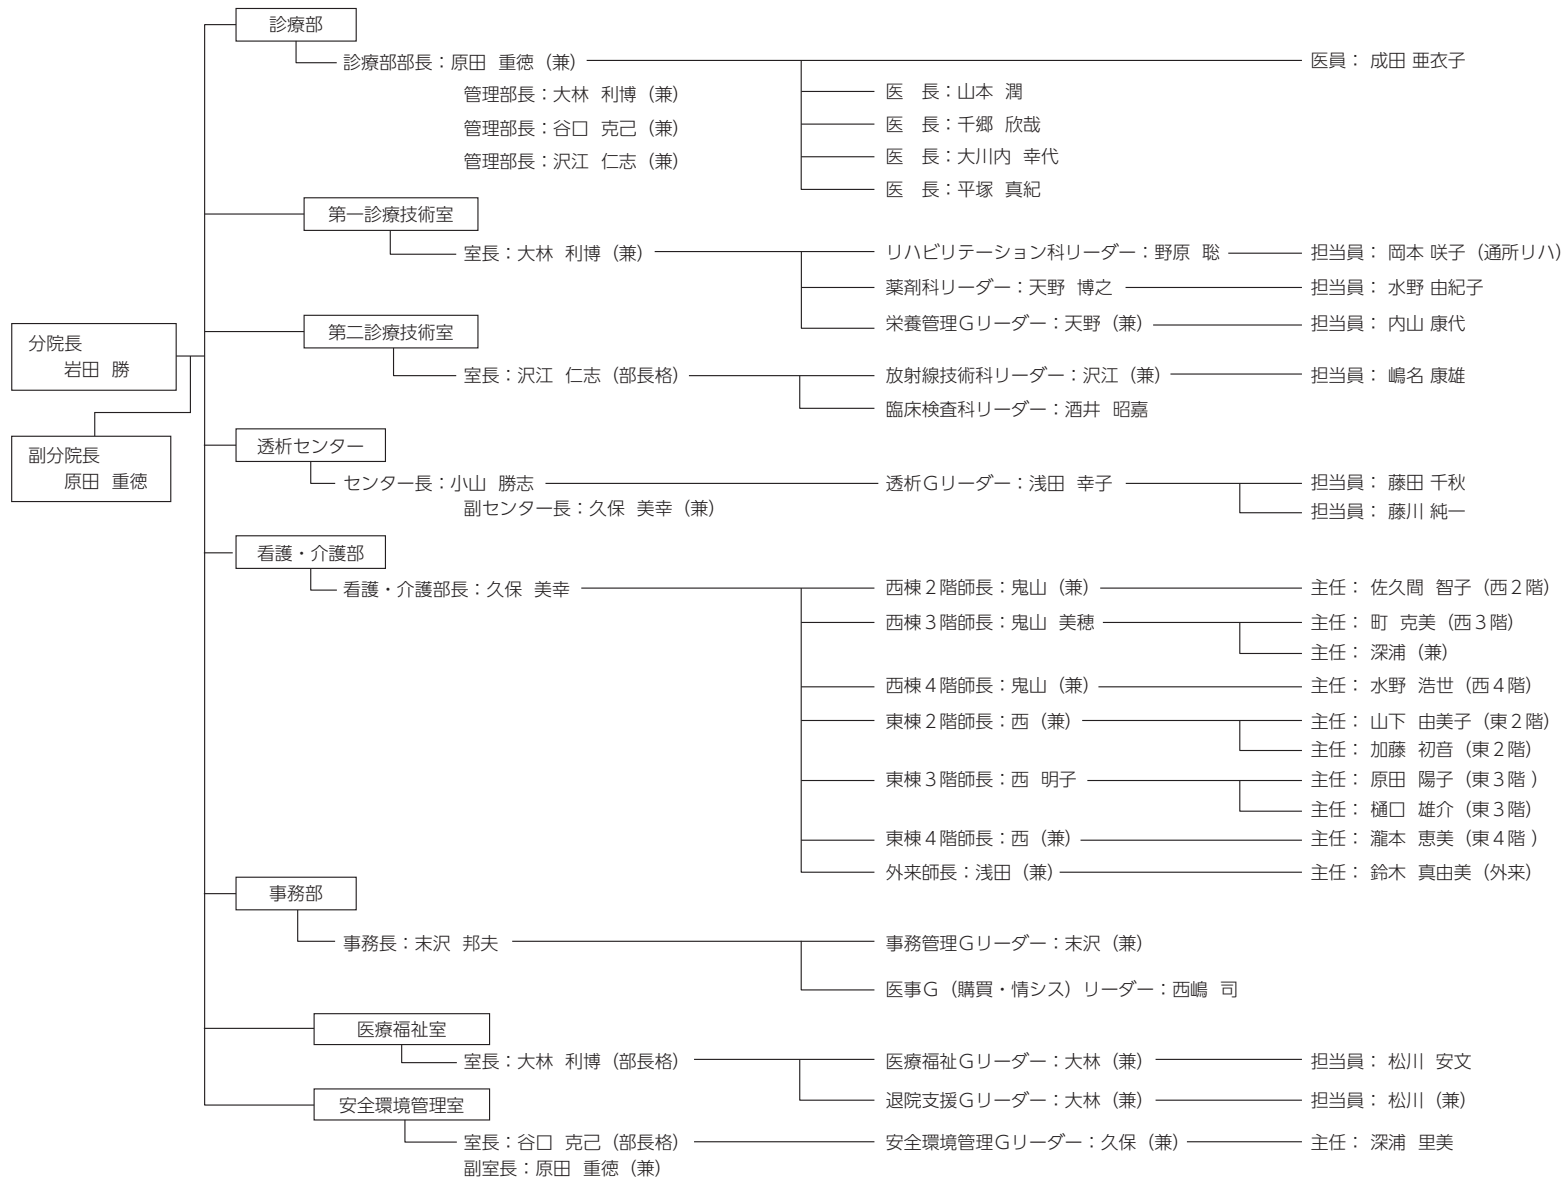 診療部
診療部部長：原田 重徳（兼） 医員： 成田 亜衣子
管理部長：大林 利博（兼） 医 長：山本 潤
管理部長：谷口 克己（兼） 医 長：千郷 欣哉
管理部長：沢江 仁志（兼） 医 長：大川内 幸代
医 長：平塚 真紀
第一診療技術室
室長：大林 利博（兼） リハビリテーション科リーダー：野原 聡 担当員： 岡本 咲子（通所リハ）
薬剤科リーダー：天野 博之 担当員： 水野 由紀子
栄養管理Ｇリーダー：天野（兼） 担当員： 内山 康代
第二診療技術室
分院長
岩田 勝
室長：沢江 仁志（部長格） 放射線技術科リーダー：沢江（兼） 担当員： 嶋名 康雄
臨床検査科リーダー：酒井 昭嘉
副分院長
原田 重徳
透析センター
センター長：小山 勝志 透析Ｇリーダー：浅田 幸子 担当員： 藤田 千秋
副センター長：久保 美幸（兼） 担当員： 藤川 純一
看護・介護部
看護・介護部長：久保 美幸 西棟２階師長：鬼山（兼） 主任： 佐久間 智子（西２階）
西棟３階師長：鬼山 美穂 主任： 町 克美（西３階）
主任： 深浦（兼）
西棟４階師長：鬼山（兼） 主任： 水野 浩世（西４階）
東棟２階師長：西（兼） 主任： 山下 由美子（東２階）
主任： 加藤 初音（東２階）
東棟３階師長：西 明子 主任： 原田 陽子（東３階 ）
主任： 樋口 雄介（東３階）
東棟４階師長：西（兼） 主任： 瀧本 恵美（東４階 ）
外来師長：浅田（兼） 主任： 鈴木 真由美（外来）
事務部
事務長：末沢 邦夫 事務管理Ｇリーダー：末沢（兼）
医事Ｇ（購買・情シス）リーダー：西嶋 司
医療福祉室
室長：大林 利博（部長格） 医療福祉Ｇリーダー：大林（兼） 担当員： 松川 安文
退院支援Ｇリーダー：大林（兼） 担当員： 松川（兼）
安全環境管理室
室長：谷口 克己（部長格） 安全環境管理Ｇリーダー：久保（兼） 主任： 深浦 里美
副室長：原田 重徳（兼）